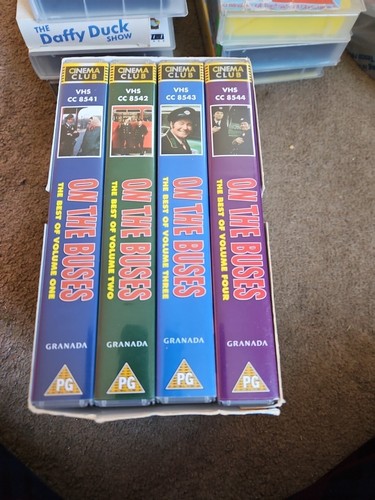 THE
Daffy Duck
SHOW
CINEMA
CLUB
VHS
CC 8541
ON THE BUSES
THE BEST OF VOLUME ONE
GRANADA
PG
CINEMA
CLUB
VHS
CC 8542
ON THE BUSES
THE BEST OF VOLUME TWO
GRANADA
PG
CINEMA
CLUB
VHS
CC 8543
ON THE BUSES
THE BEST OF VOLUME THREE
GRANADA
PG
CINEMA
CLUB
VHS
CC 8544
ON THE BUSES
THE BEST OF VOLUME FOUR
GRANADA
PG